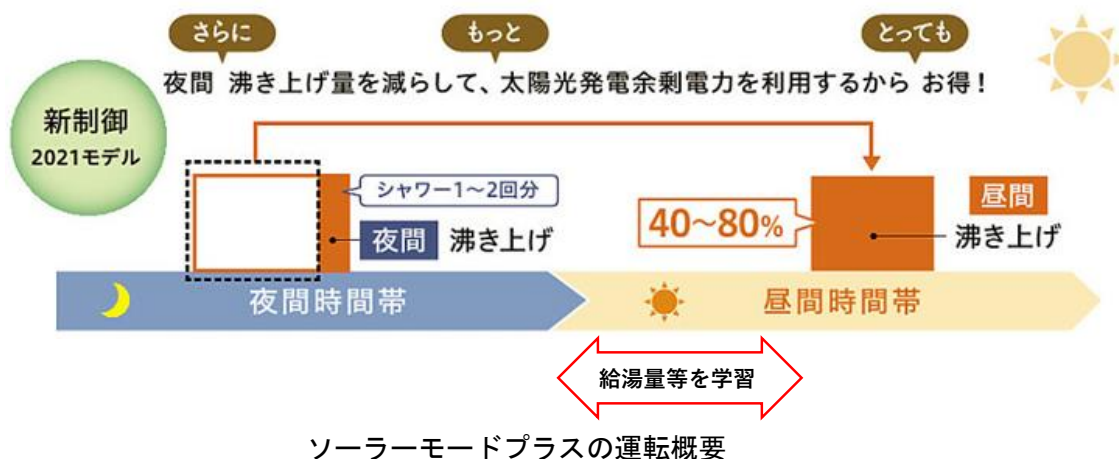 さらに
もっと
とっても
夜間 沸き上げ量を減らして、太陽光発電余剰電力を利用するから お得！
新制御
2021モデル
シャワー1～2回分
夜間 沸き上げ
40～80%
昼間
沸き上げ
夜間時間帯
昼間時間帯
給湯量等を学習
ソーラーモードプラスの運転概要